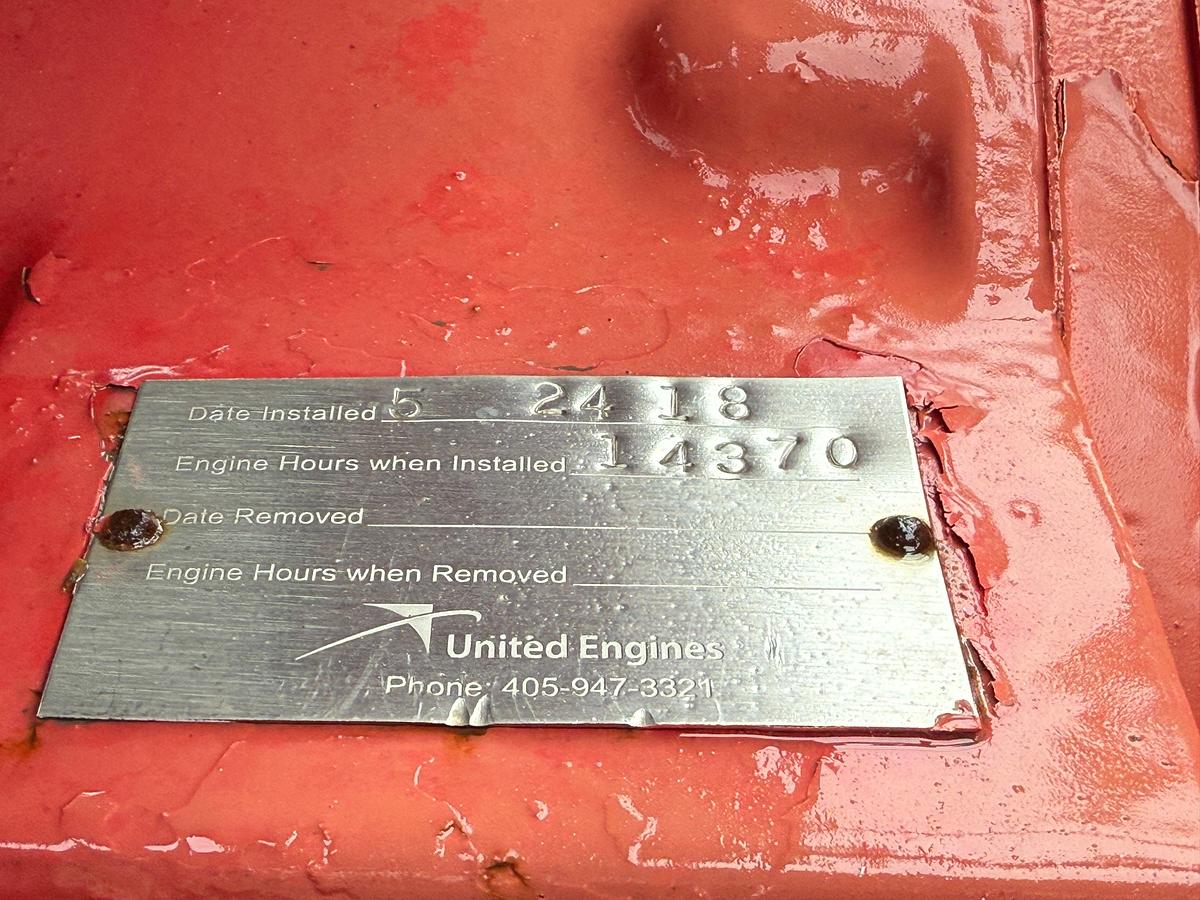 Date Installed 5 24 18
Engine Hours when Installed 14370
Date Removed
Engine Hours when Removed
United Engines
Phone: 405-947-3321